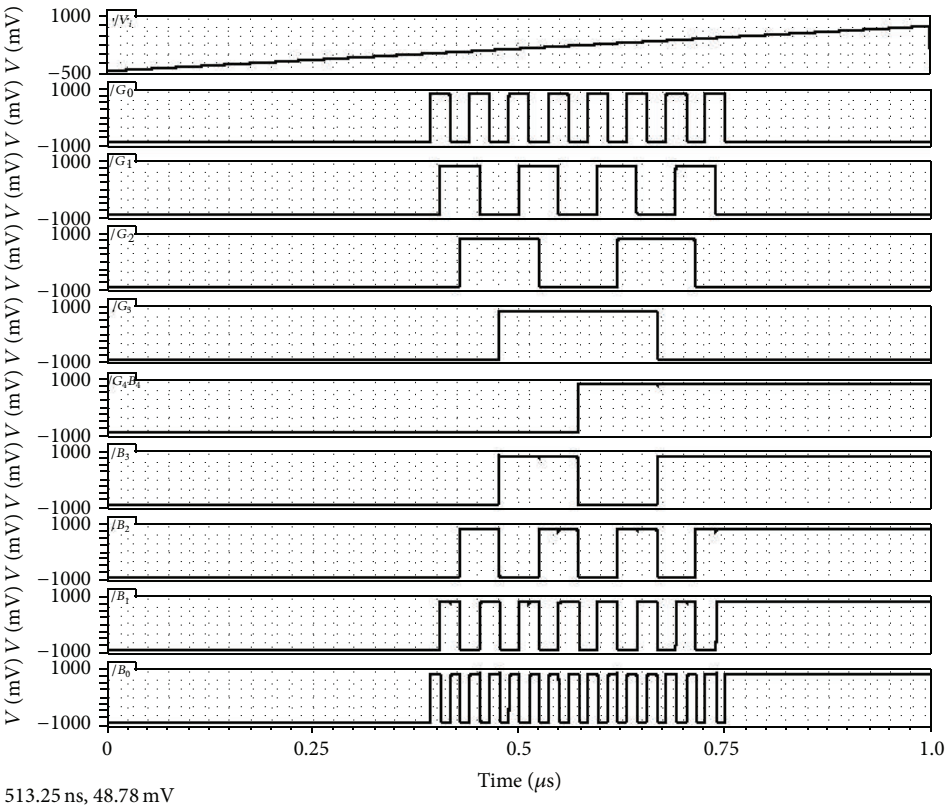 1000
−500
V (mV)
/Vi
1000
−1000
V (mV)
/G0
1000
−1000
V (mV)
/G1
1000
−1000
V (mV)
/G2
1000
−1000
V (mV)
/G3
1000
−1000
V (mV)
/G4B4
1000
−1000
V (mV)
/B3
1000
−1000
V (mV)
/B2
1000
−1000
V (mV)
/B1
1000
−1000
V (mV)
/B0
0 0.25 0.5 0.75 1.0
Time (μs)
513.25 ns, 48.78 mV